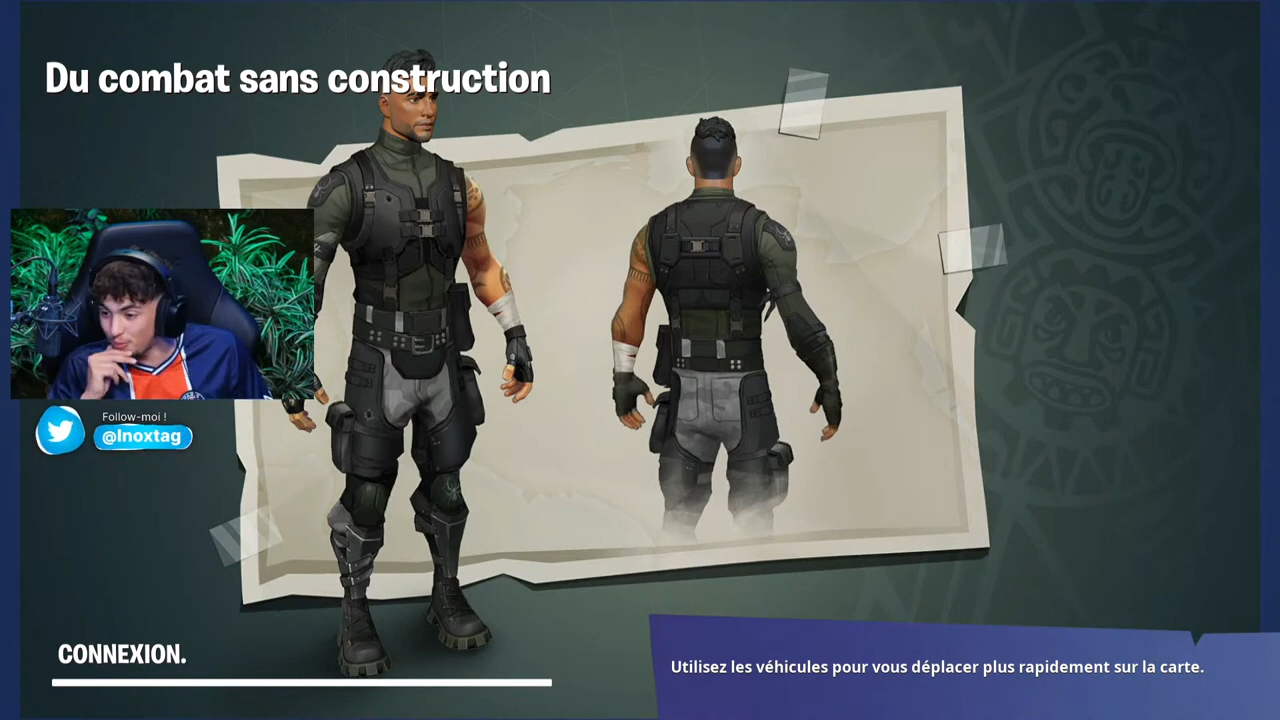 Du combat sans construction
Follow-moi !
@Inoxtag
CONNEXION.
Utilisez les véhicules pour vous déplacer plus rapidement sur la carte.